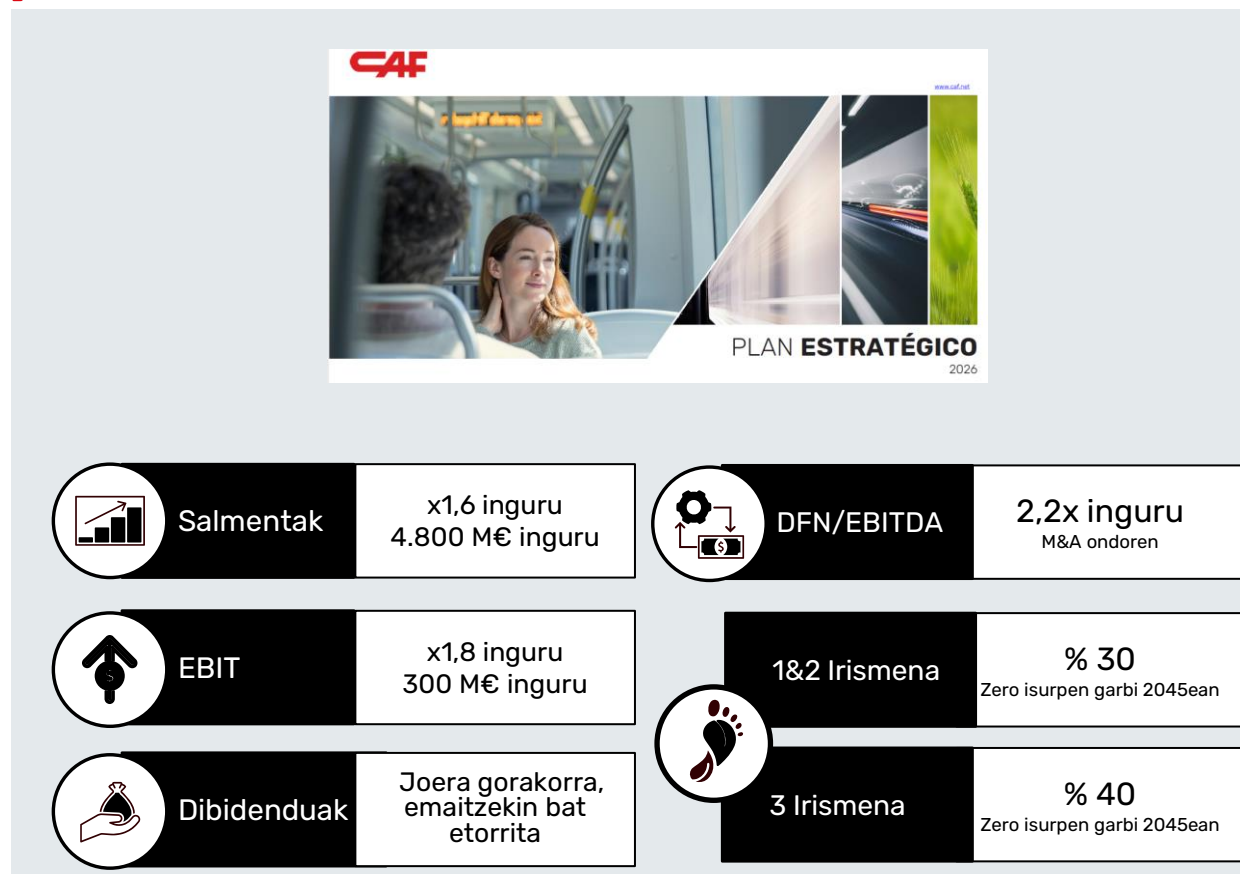 CAF
www.caf.net
PLAN ESTRATÉGICO
2026
Salmentak
x1,6 inguru
4.800 M€ inguru
EBIT
x1,8 inguru
300 M€ inguru
Dibidenduak
Joera gorakorra,
emaitzekin bat
etorrita
DFN/EBITDA
2,2x inguru
M&A ondoren
1&2 Irismena
% 30
Zero isurpen garbi 2045ean
3 Irismena
% 40
Zero isurpen garbi 2045ean